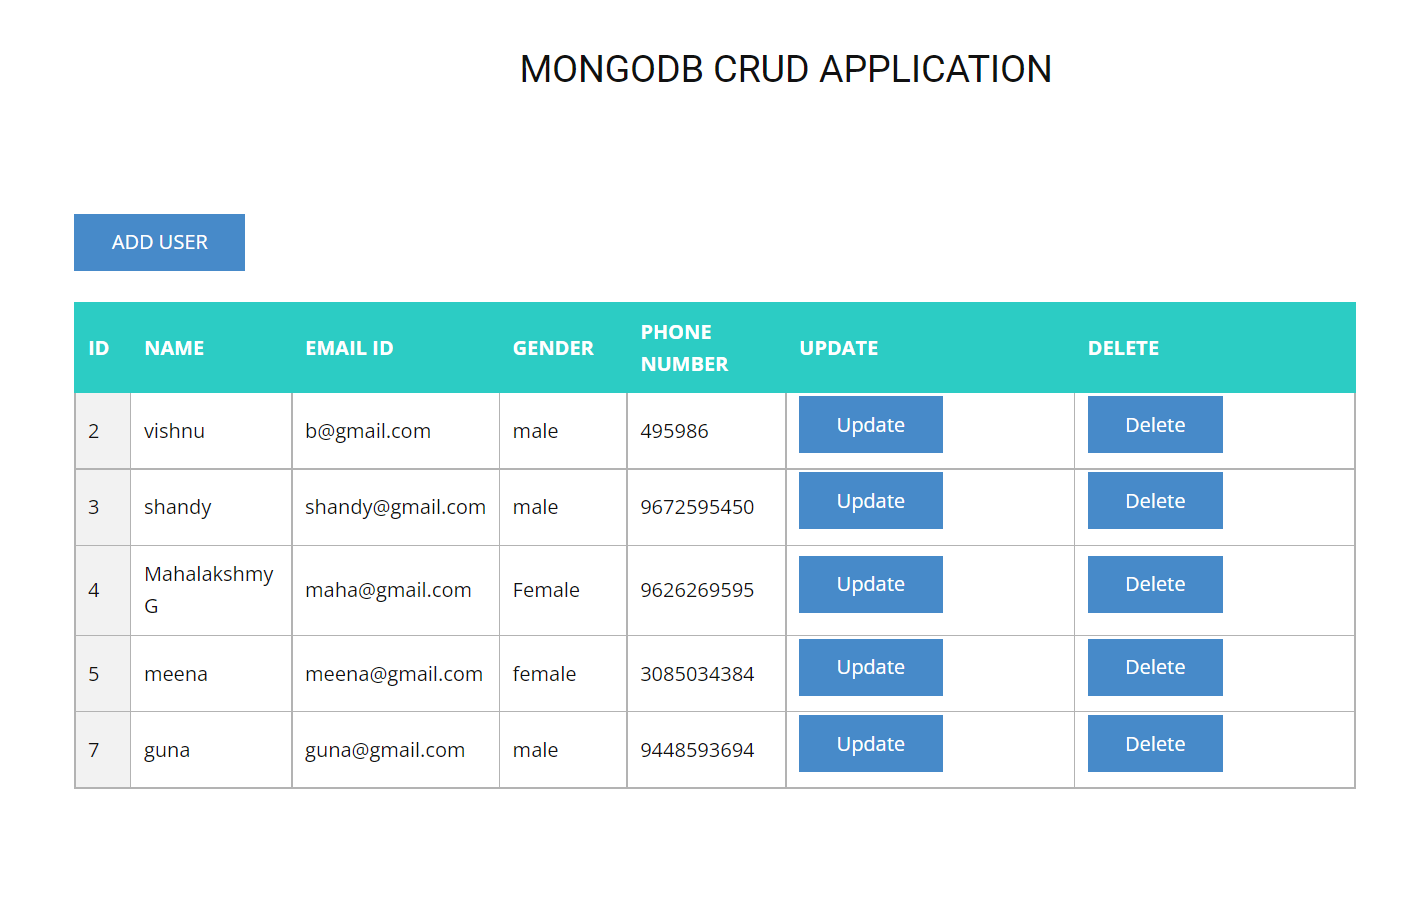 MONGODB CRUD APPLICATION
ADD USER
ID NAME EMAIL ID GENDER PHONE NUMBER UPDATE DELETE
2 vishnu b@gmail.com male 495986 Update Delete
3 shandy shandy@gmail.com male 9672595450 Update Delete
4 Mahalakshmy G maha@gmail.com Female 9626269595 Update Delete
5 meena meena@gmail.com female 3085034384 Update Delete
7 guna guna@gmail.com male 9448593694 Update Delete